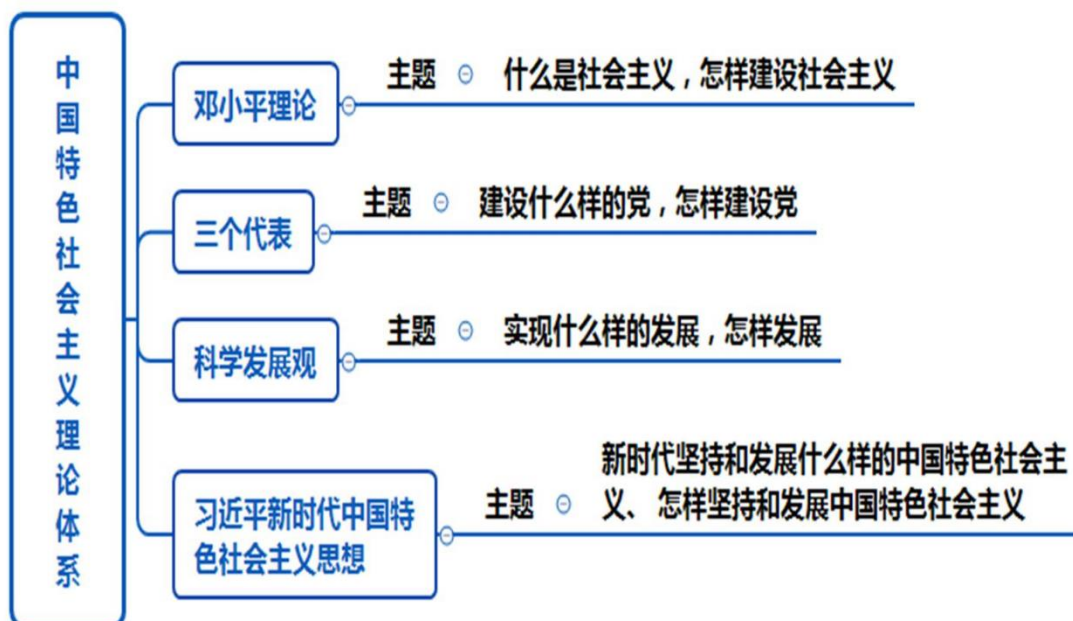 中国特色社会主义理论体系
邓小平理论
主题 什么是社会主义，怎样建设社会主义
三个代表
主题 建设什么样的党，怎样建设党
科学发展观
主题 实现什么样的发展，怎样发展
习近平新时代中国特
色社会主义思想
主题
新时代坚持和发展什么样的中国特色社会主
义、 怎样坚持和发展中国特色社会主义